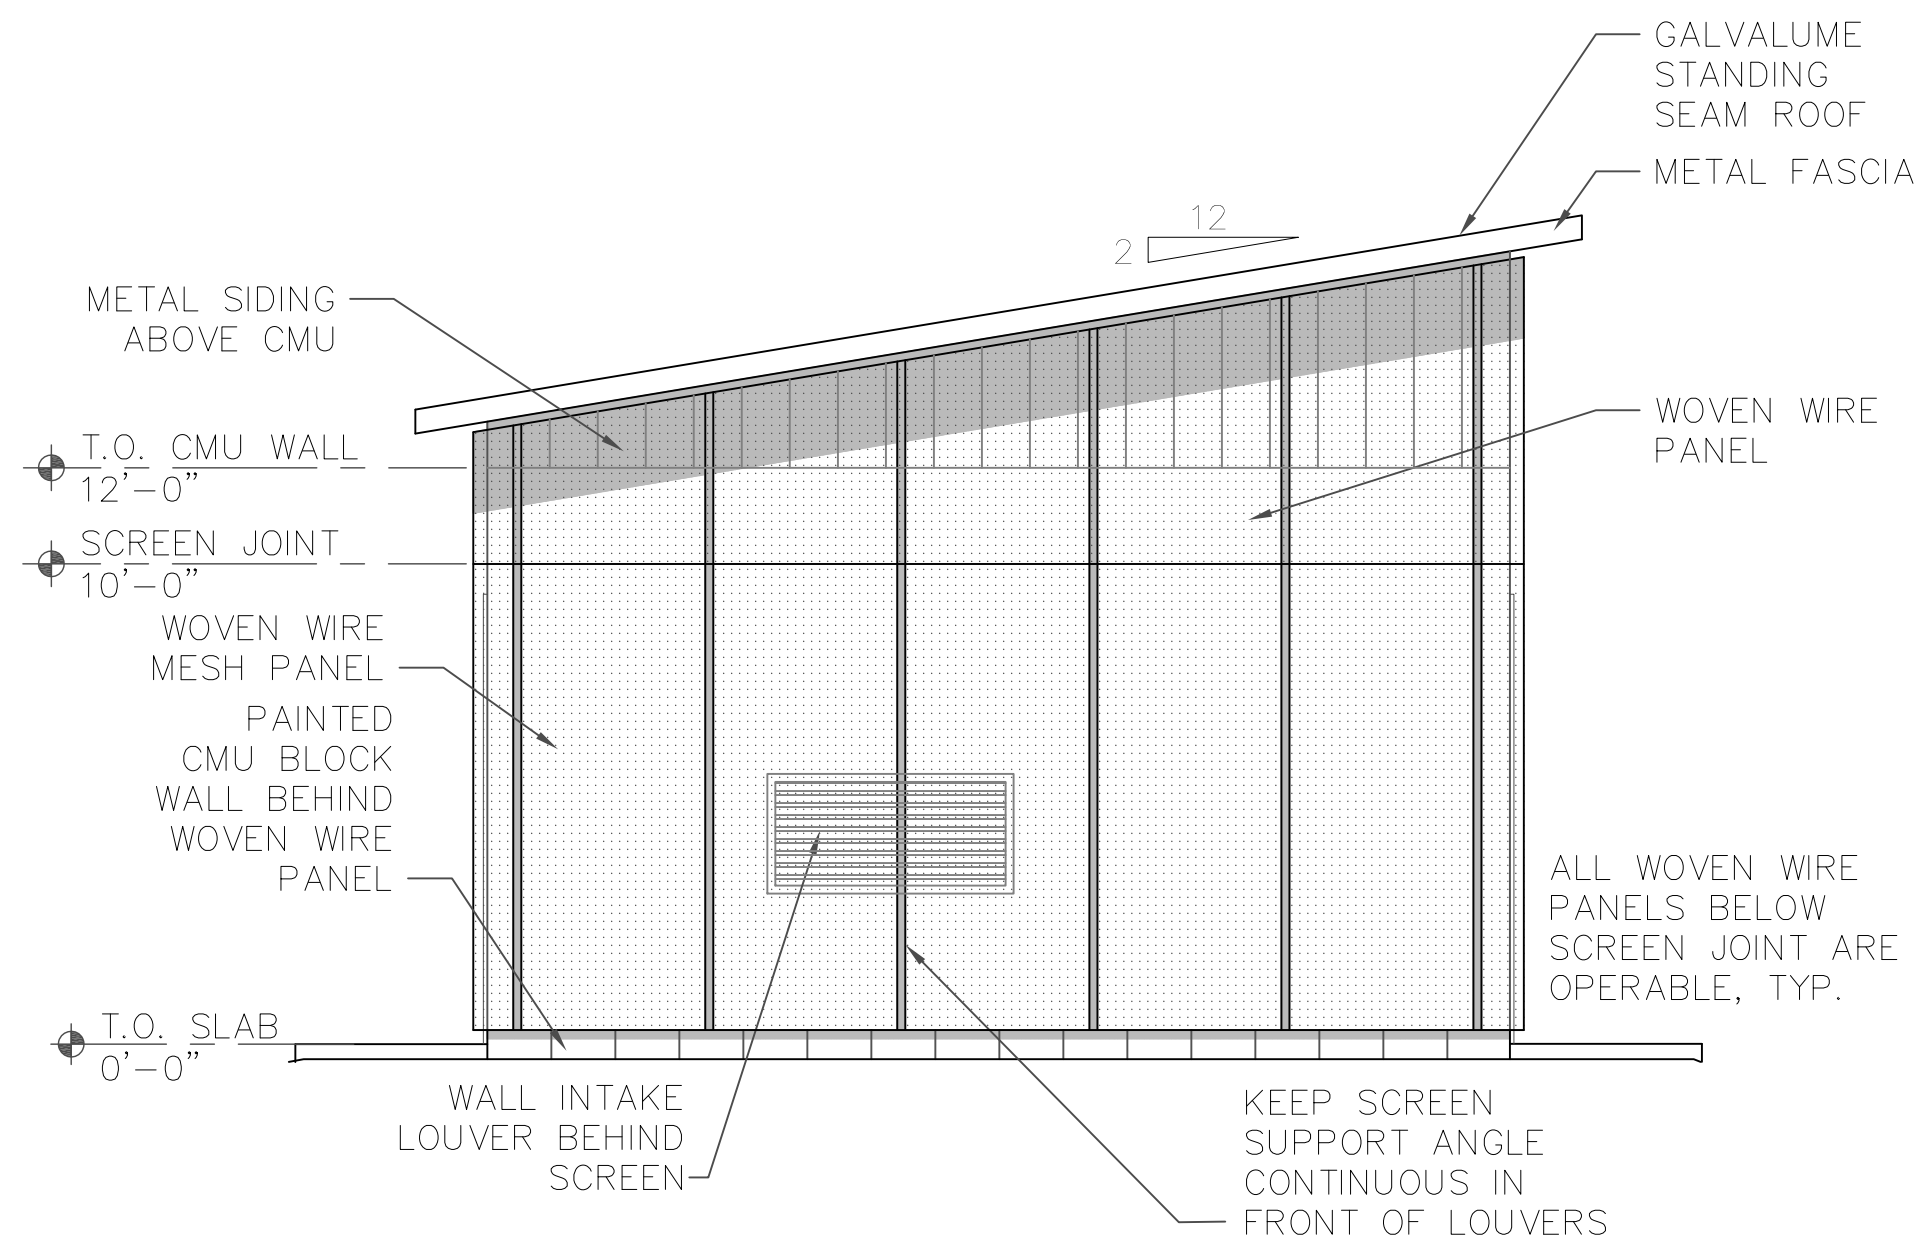 GALVALUME
STANDING
SEAM ROOF
METAL FASCIA
12
2
METAL SIDING
ABOVE CMU
WOVEN WIRE
PANEL
T.O. CMU WALL
12'-0"
SCREEN JOINT
10'-0"
WOVEN WIRE
MESH PANEL
PAINTED
CMU BLOCK
WALL BEHIND
WOVEN WIRE
PANEL
ALL WOVEN WIRE
PANELS BELOW
SCREEN JOINT ARE
OPERABLE, TYP.
T.O. SLAB
0'-0"
WALL INTAKE
LOUVER BEHIND
SCREEN
KEEP SCREEN
SUPPORT ANGLE
CONTINUOUS IN
FRONT OF LOUVERS